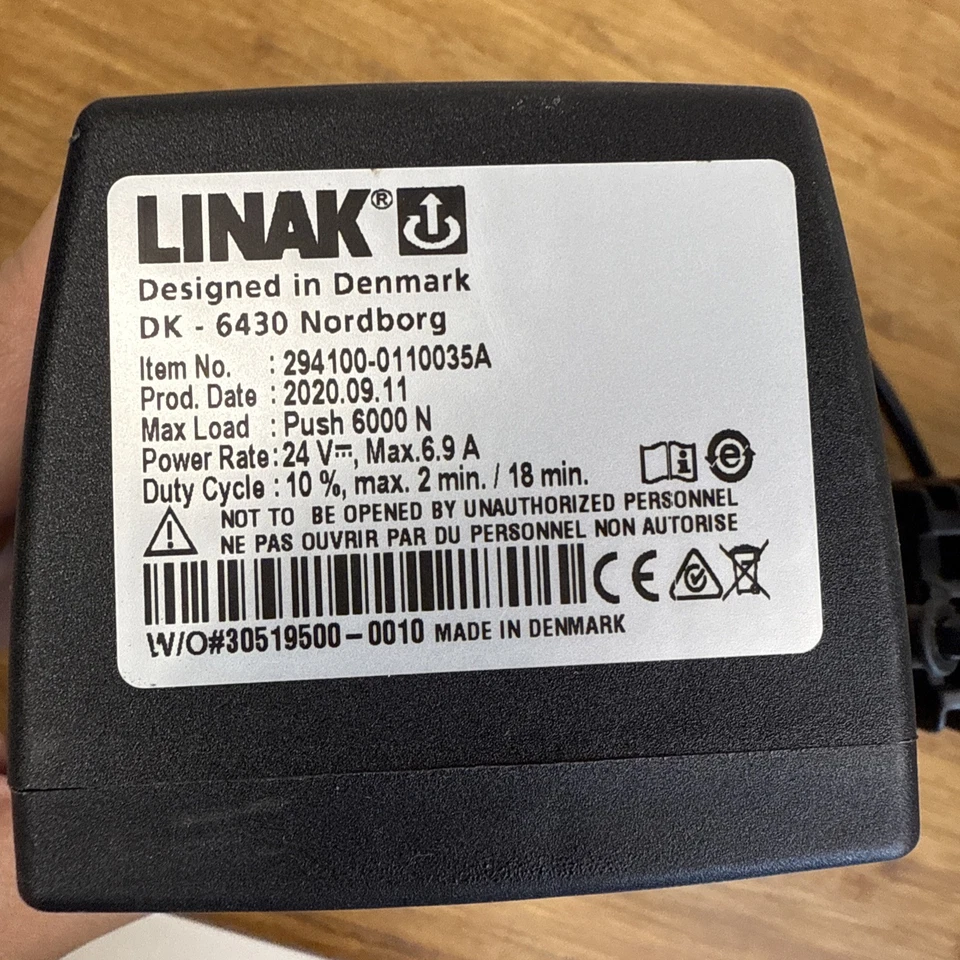 LINAK®
Designed in Denmark
DK - 6430 Nordborg
Item No. : 294100-0110035A
Prod. Date : 2020.09.11
Max Load : Push 6000 N
Power Rate : 24 V⎓, Max.6.9 A
Duty Cycle : 10 %, max. 2 min. / 18 min.
NOT TO BE OPENED BY UNAUTHORIZED PERSONNEL
NE PAS OUVRIR PAR DU PERSONNEL NON AUTORISE
CE
W/O#30519500-0010 MADE IN DENMARK